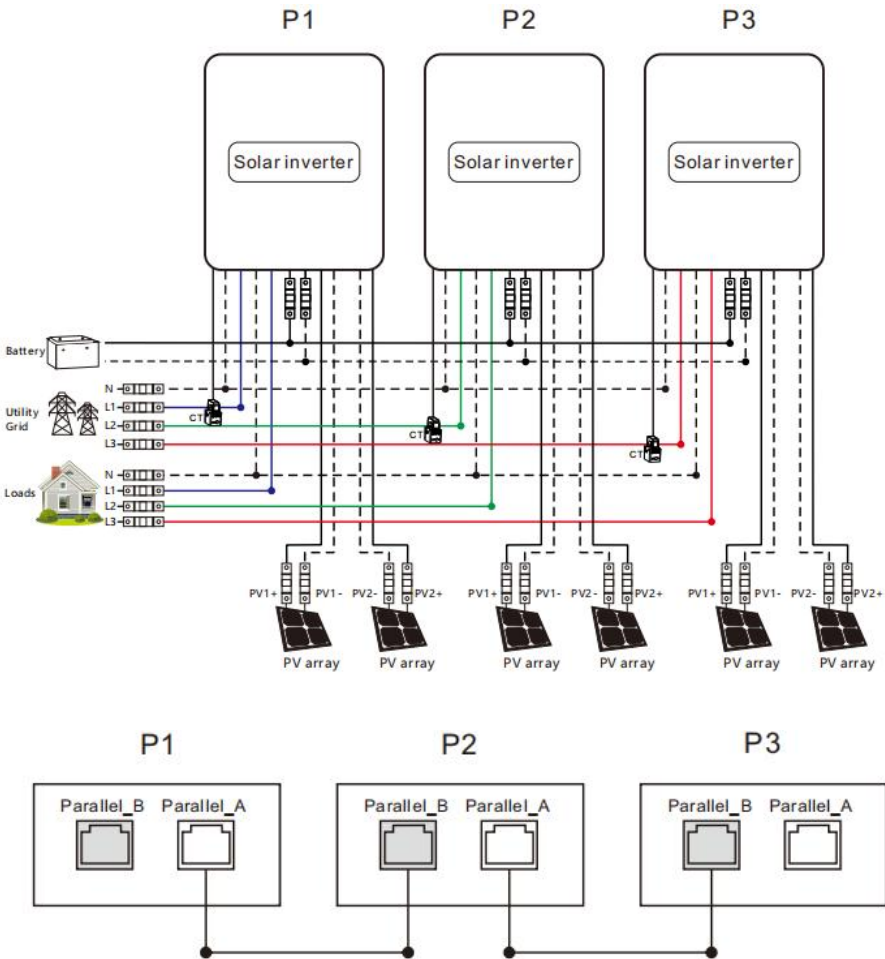 P1 P2 P3
Solar inverter Solar inverter Solar inverter
Battery
N
Utility Grid
L1
CT
L2
CT
L3
CT
N
Loads
L1
L2
L3
PV1+ PV1- PV2- PV2+ PV1+ PV1- PV2- PV2+ PV1+ PV1- PV2- PV2+
PV array PV array PV array PV array PV array PV array
P1 P2 P3
Parallel_B Parallel_A Parallel_B Parallel_A Parallel_B Parallel_A